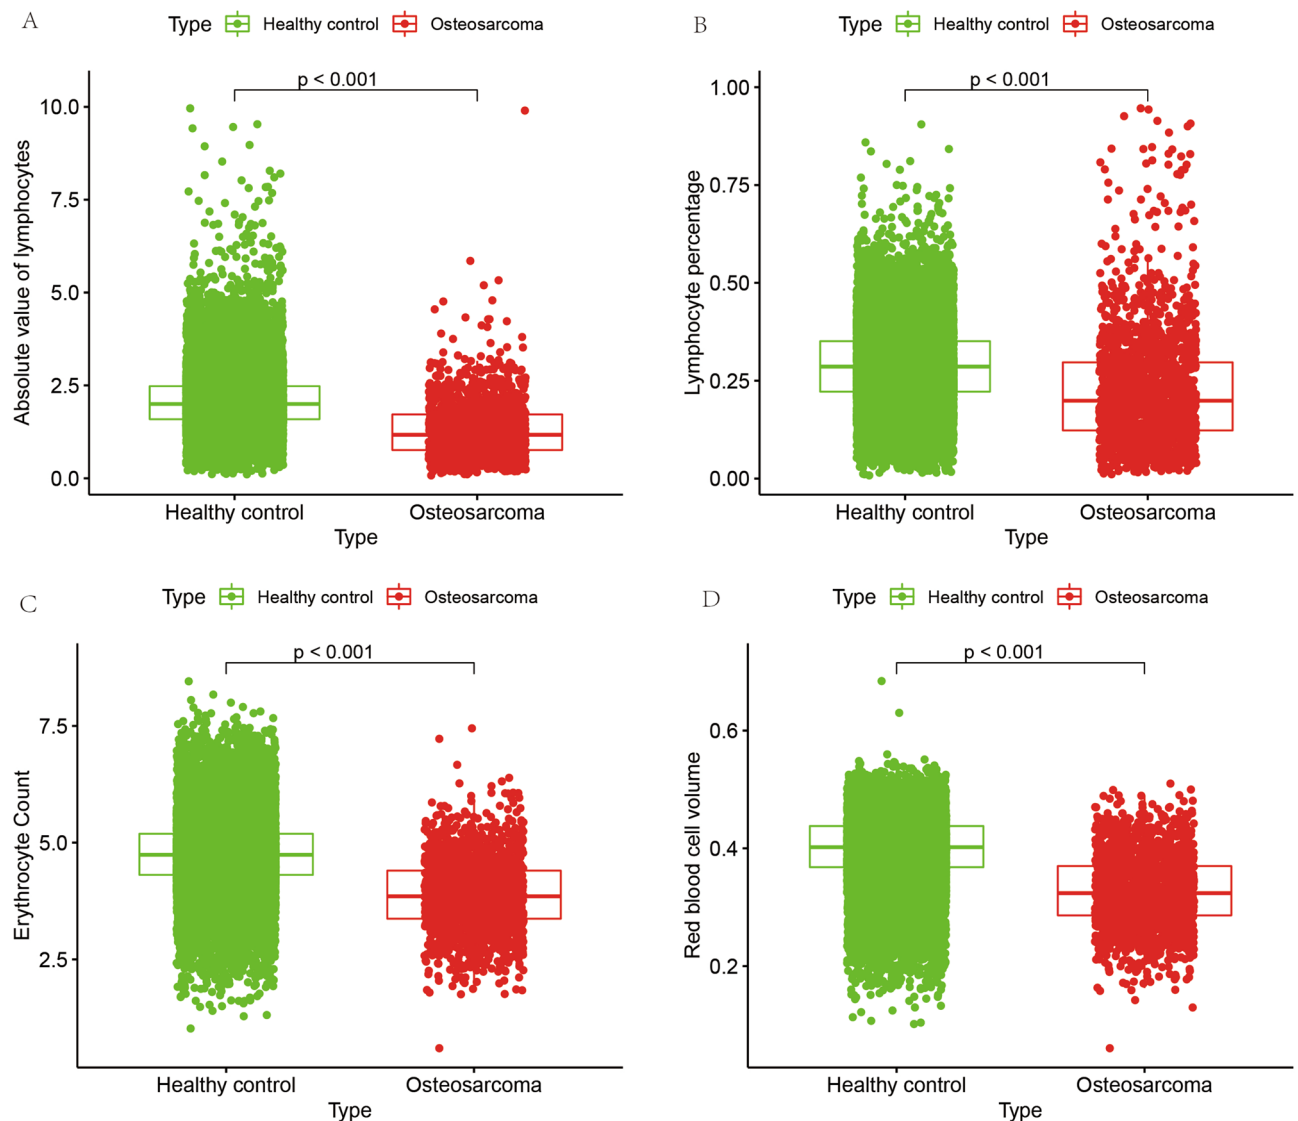 A
Type Healthy control Osteosarcoma
p < 0.001
10.0
7.5
5.0
2.5
0.0
Absolute value of lymphocytes
Healthy control Osteosarcoma
Type
B
Type Healthy control Osteosarcoma
p < 0.001
1.00
0.75
0.50
0.25
0.00
Lymphocyte percentage
Healthy control Osteosarcoma
Type
C
Type Healthy control Osteosarcoma
p < 0.001
7.5
5.0
2.5
Erythrocyte Count
Healthy control Osteosarcoma
Type
D
Type Healthy control Osteosarcoma
p < 0.001
0.6
0.4
0.2
Red blood cell volume
Healthy control Osteosarcoma
Type